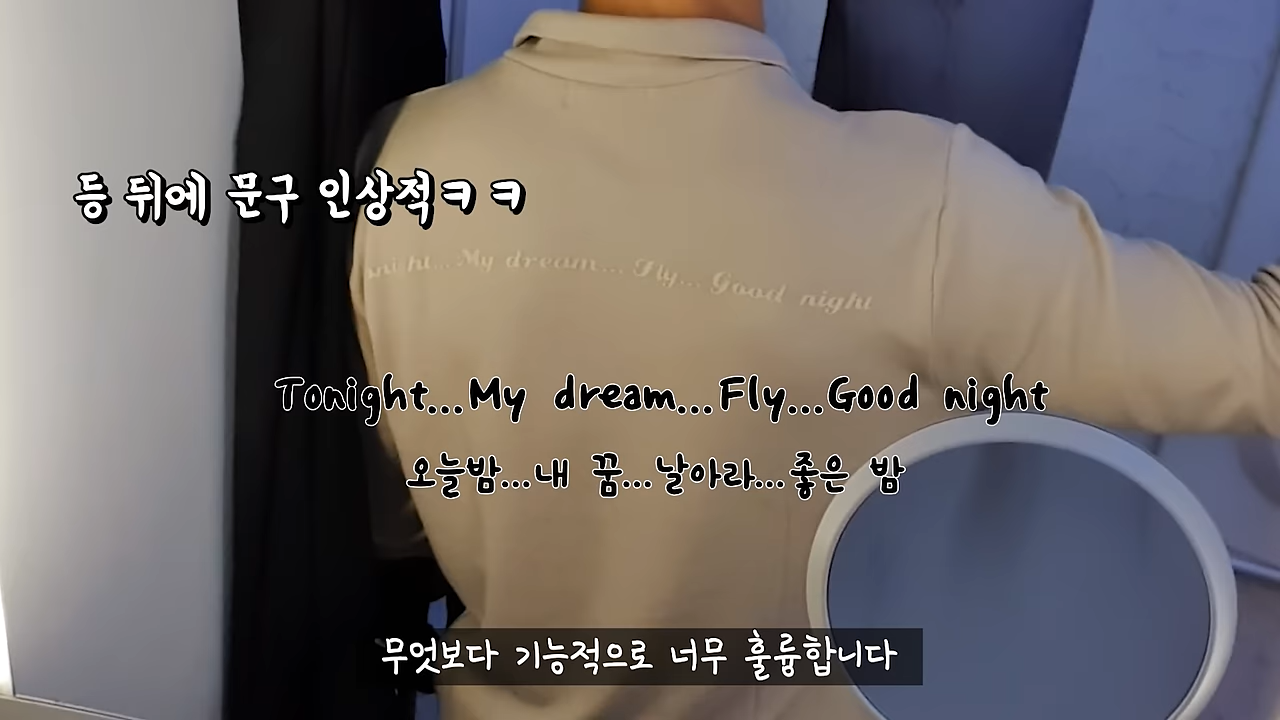 등 뒤에 문구 인상적ㅋㅋ
My dream... Fly... Good night
Tonight...My dream...Fly...Good night
오늘밤...내 꿈...날아라...좋은 밤
무엇보다 기능적으로 너무 훌륭합니다